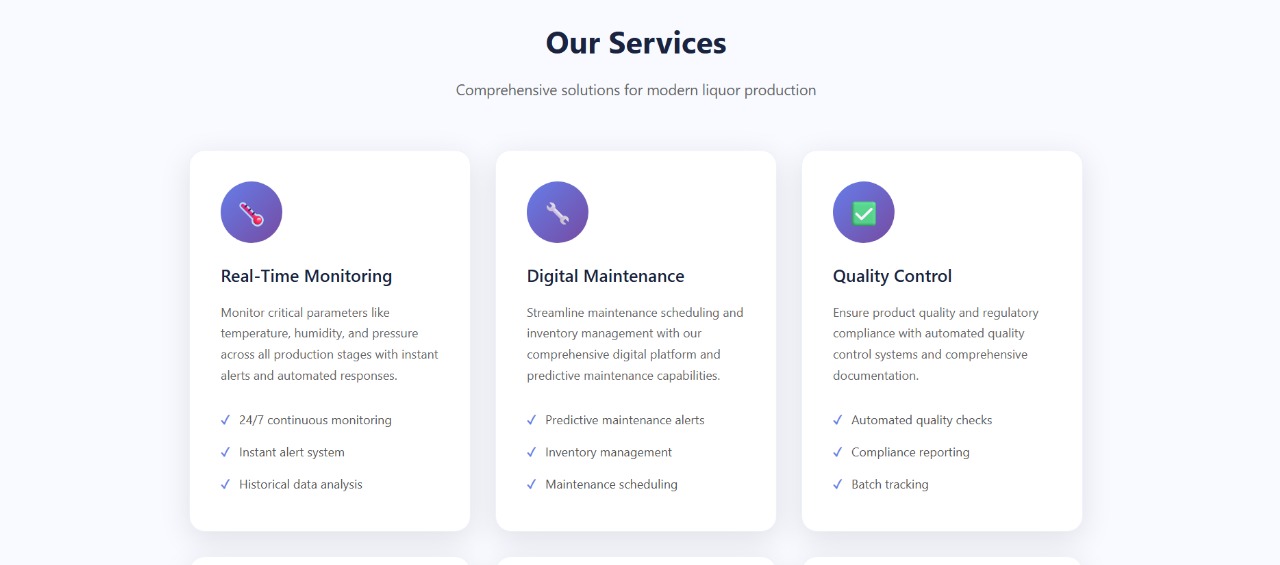 Our Services
Comprehensive solutions for modern liquor production
Real-Time Monitoring
Monitor critical parameters like
temperature, humidity, and pressure
across all production stages with instant
alerts and automated responses.
✓ 24/7 continuous monitoring
✓ Instant alert system
✓ Historical data analysis
Digital Maintenance
Streamline maintenance scheduling and
inventory management with our
comprehensive digital platform and
predictive maintenance capabilities.
✓ Predictive maintenance alerts
✓ Inventory management
✓ Maintenance scheduling
Quality Control
Ensure product quality and regulatory
compliance with automated quality
control systems and comprehensive
documentation.
✓ Automated quality checks
✓ Compliance reporting
✓ Batch tracking